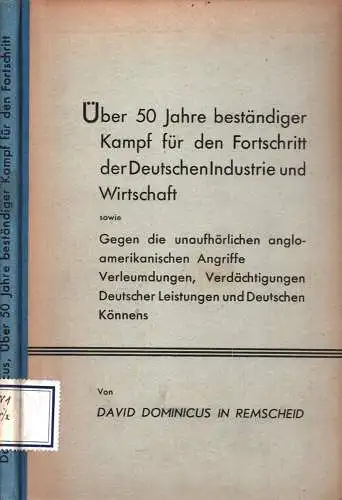 Über 50 Jahre beständiger
Kampf für den Fortschritt
der Deutschen Industrie und
Wirtschaft
sowie
Gegen die unaufhörlichen anglo-
amerikanischen Angriffe
Verleumdungen, Verdächtigungen
Deutscher Leistungen und Deutschen
Könnens
Von
DAVID DOMINICUS IN REMSCHEID
cus, Über 50 Jahre beständiger Kampf für den Fortschritt